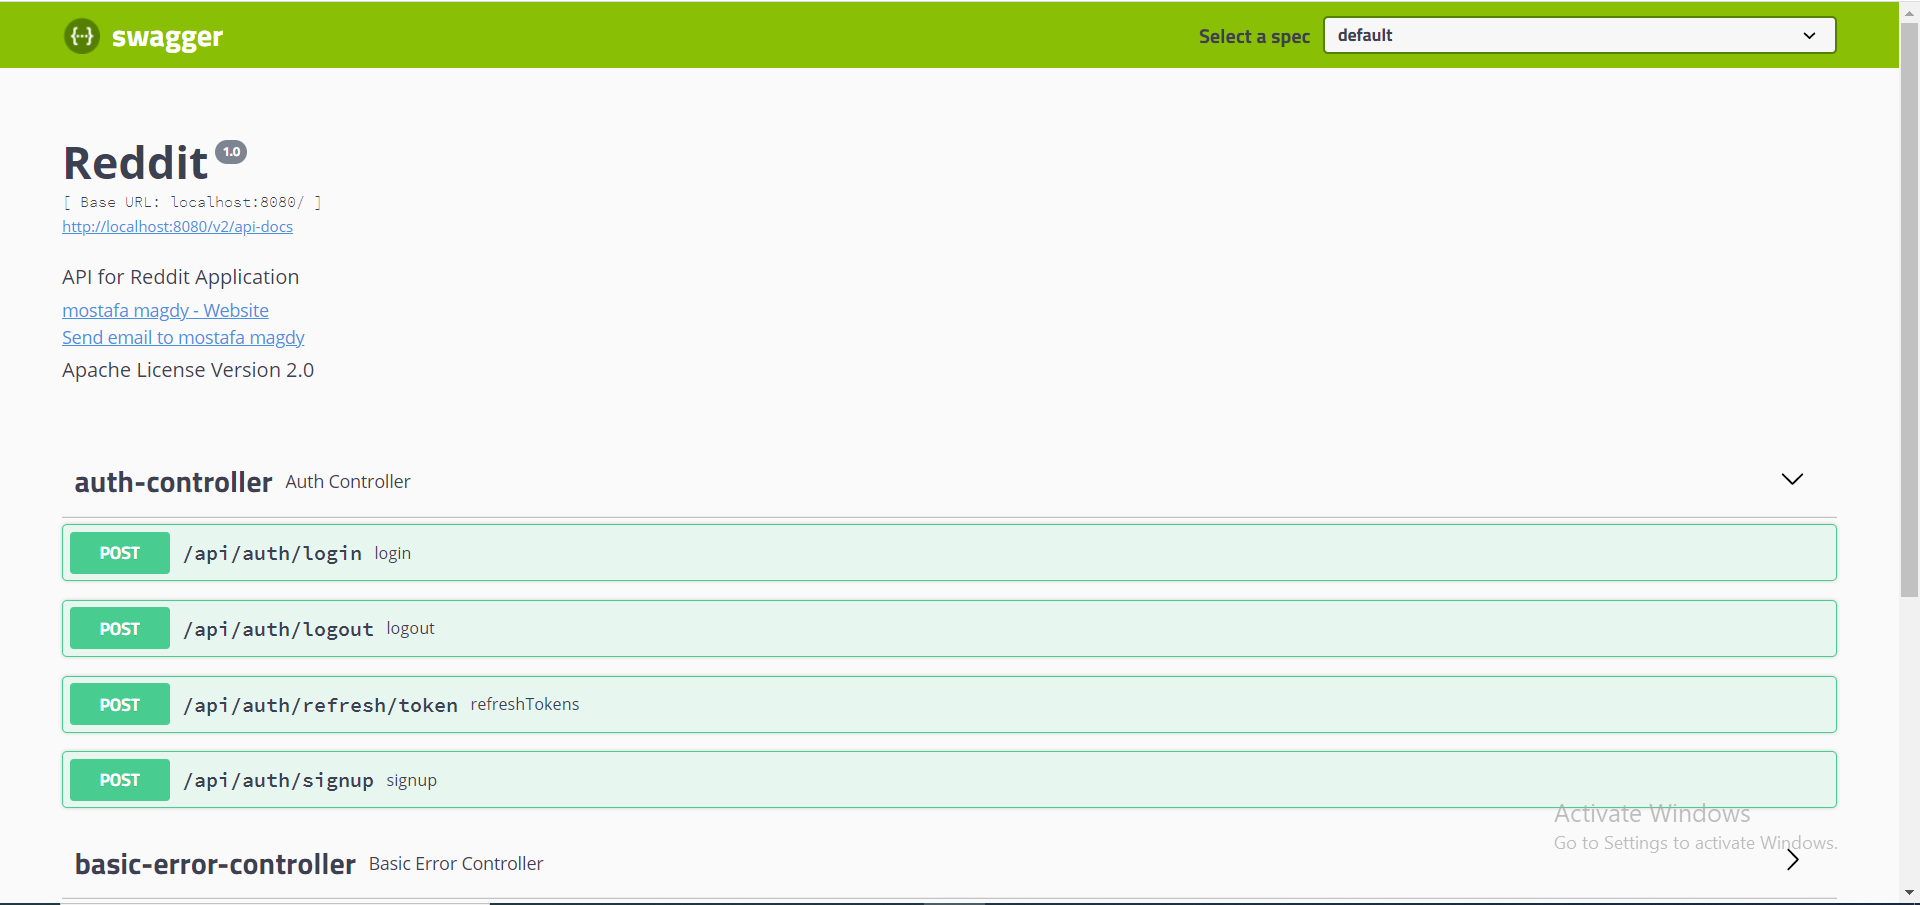 {···} swagger
Select a spec default
Reddit 1.0
[ Base URL: localhost:8080/ ]
http://localhost:8080/v2/api-docs
API for Reddit Application
mostafa magdy - Website
Send email to mostafa magdy
Apache License Version 2.0
auth-controller Auth Controller
POST /api/auth/login login
POST /api/auth/logout logout
POST /api/auth/refresh/token refreshTokens
POST /api/auth/signup signup
Activate Windows
Go to Settings to activate Windows.
basic-error-controller Basic Error Controller